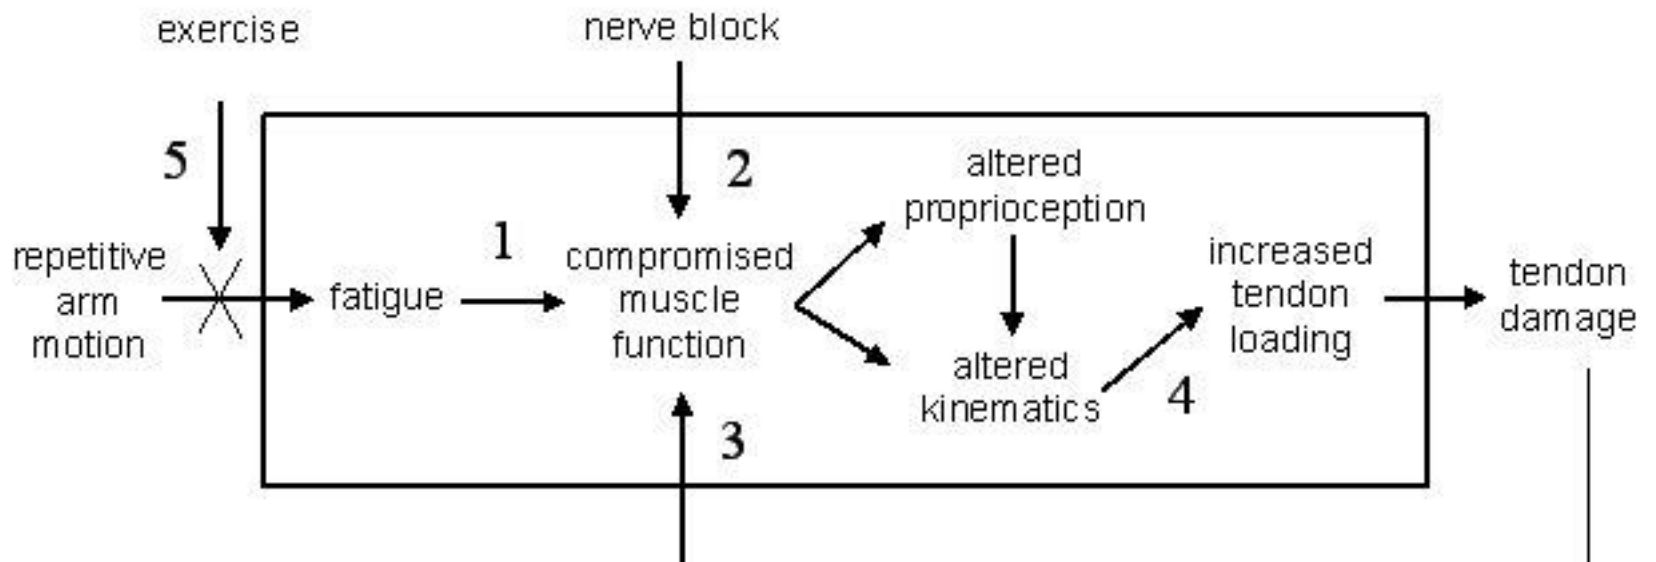 exercise
nerve block
5
2
altered
proprioception
1
repetitive
arm
motion
fatigue
compromised
muscle
function
increased
tendon
loading
tendon
damage
altered
kinematics
4
3